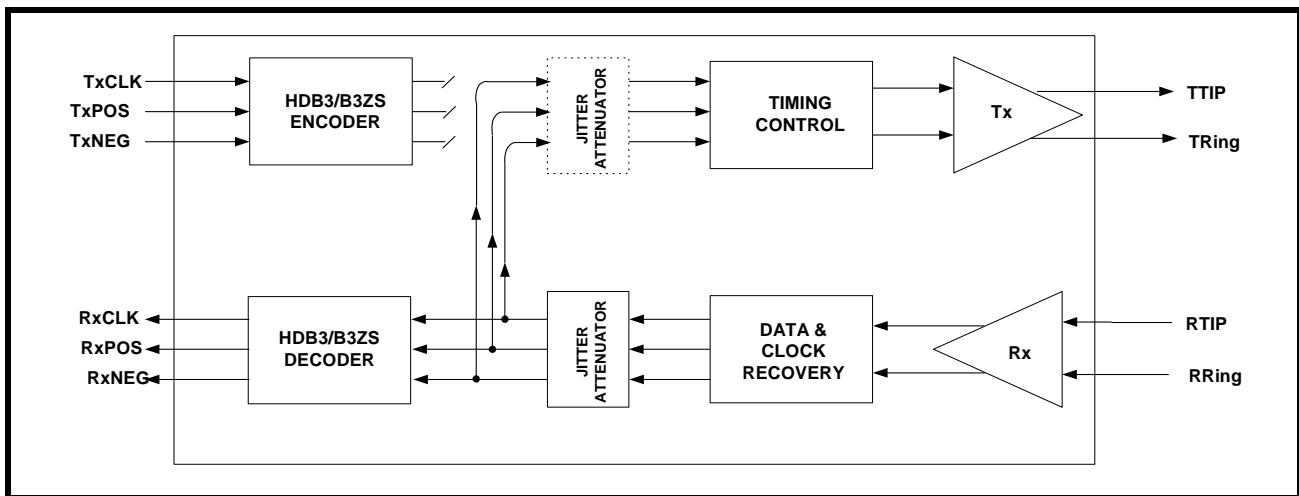 TxCLK
TxPOS
TxNEG
HDB3/B3ZS
ENCODER
JITTER
ATTENUATOR
TIMING
CONTROL
Tx
TTIP
TRing
RxCLK
RxPOS
RxNEG
HDB3/B3ZS
DECODER
JITTER
ATTENUATOR
DATA &
CLOCK
RECOVERY
Rx
RTIP
RRing